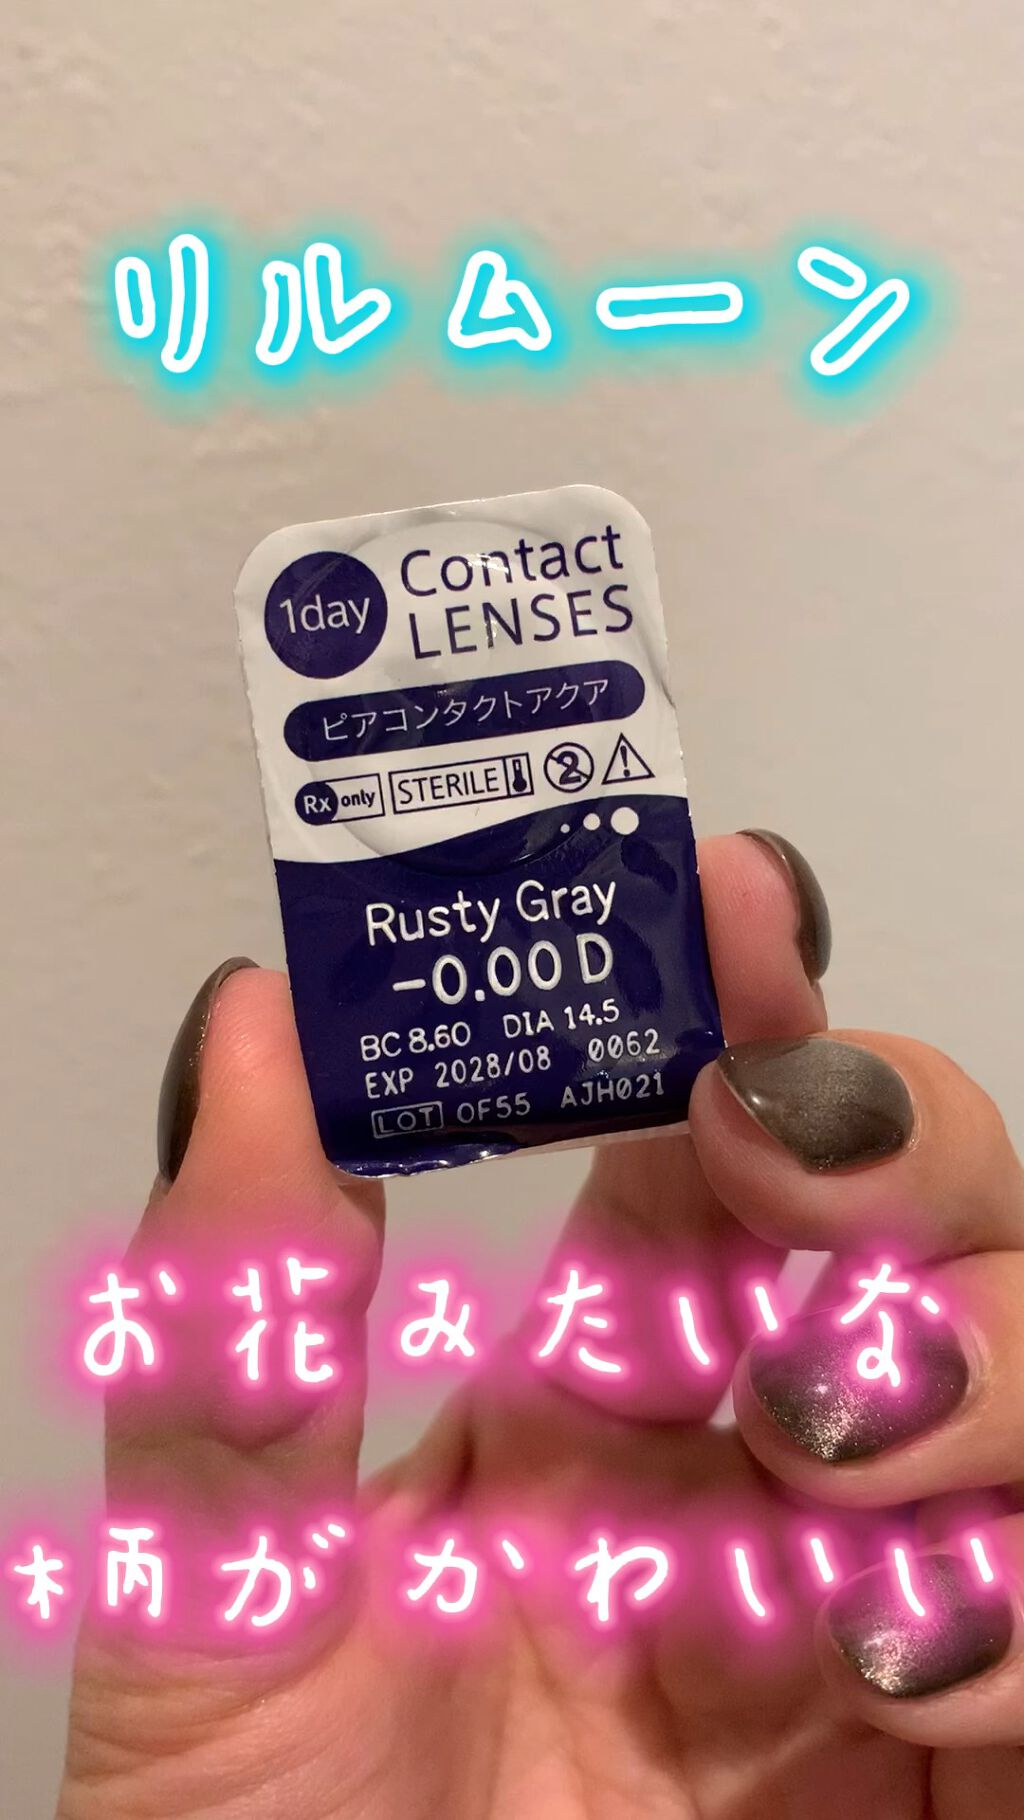 リルムーン
1day
Contact
LENSES
ピアコンタクトアクア
Rx only STERILE 2
Rusty Gray
-0.00 D
BC 8.60 DIA 14.5
EXP 2028/08 0062
LOT OF55 AJH021
お花みたいな
柄がかわいい